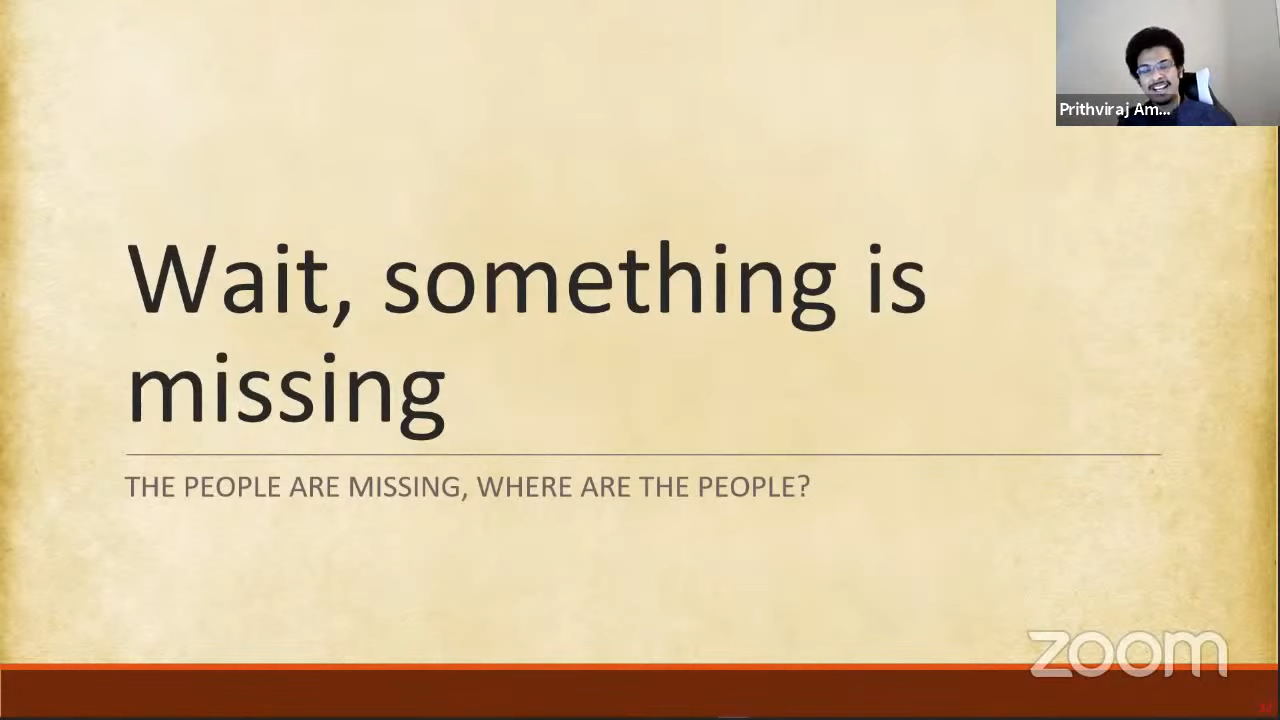 Prithviraj Am...
Wait, something is
missing
THE PEOPLE ARE MISSING, WHERE ARE THE PEOPLE?
zoom